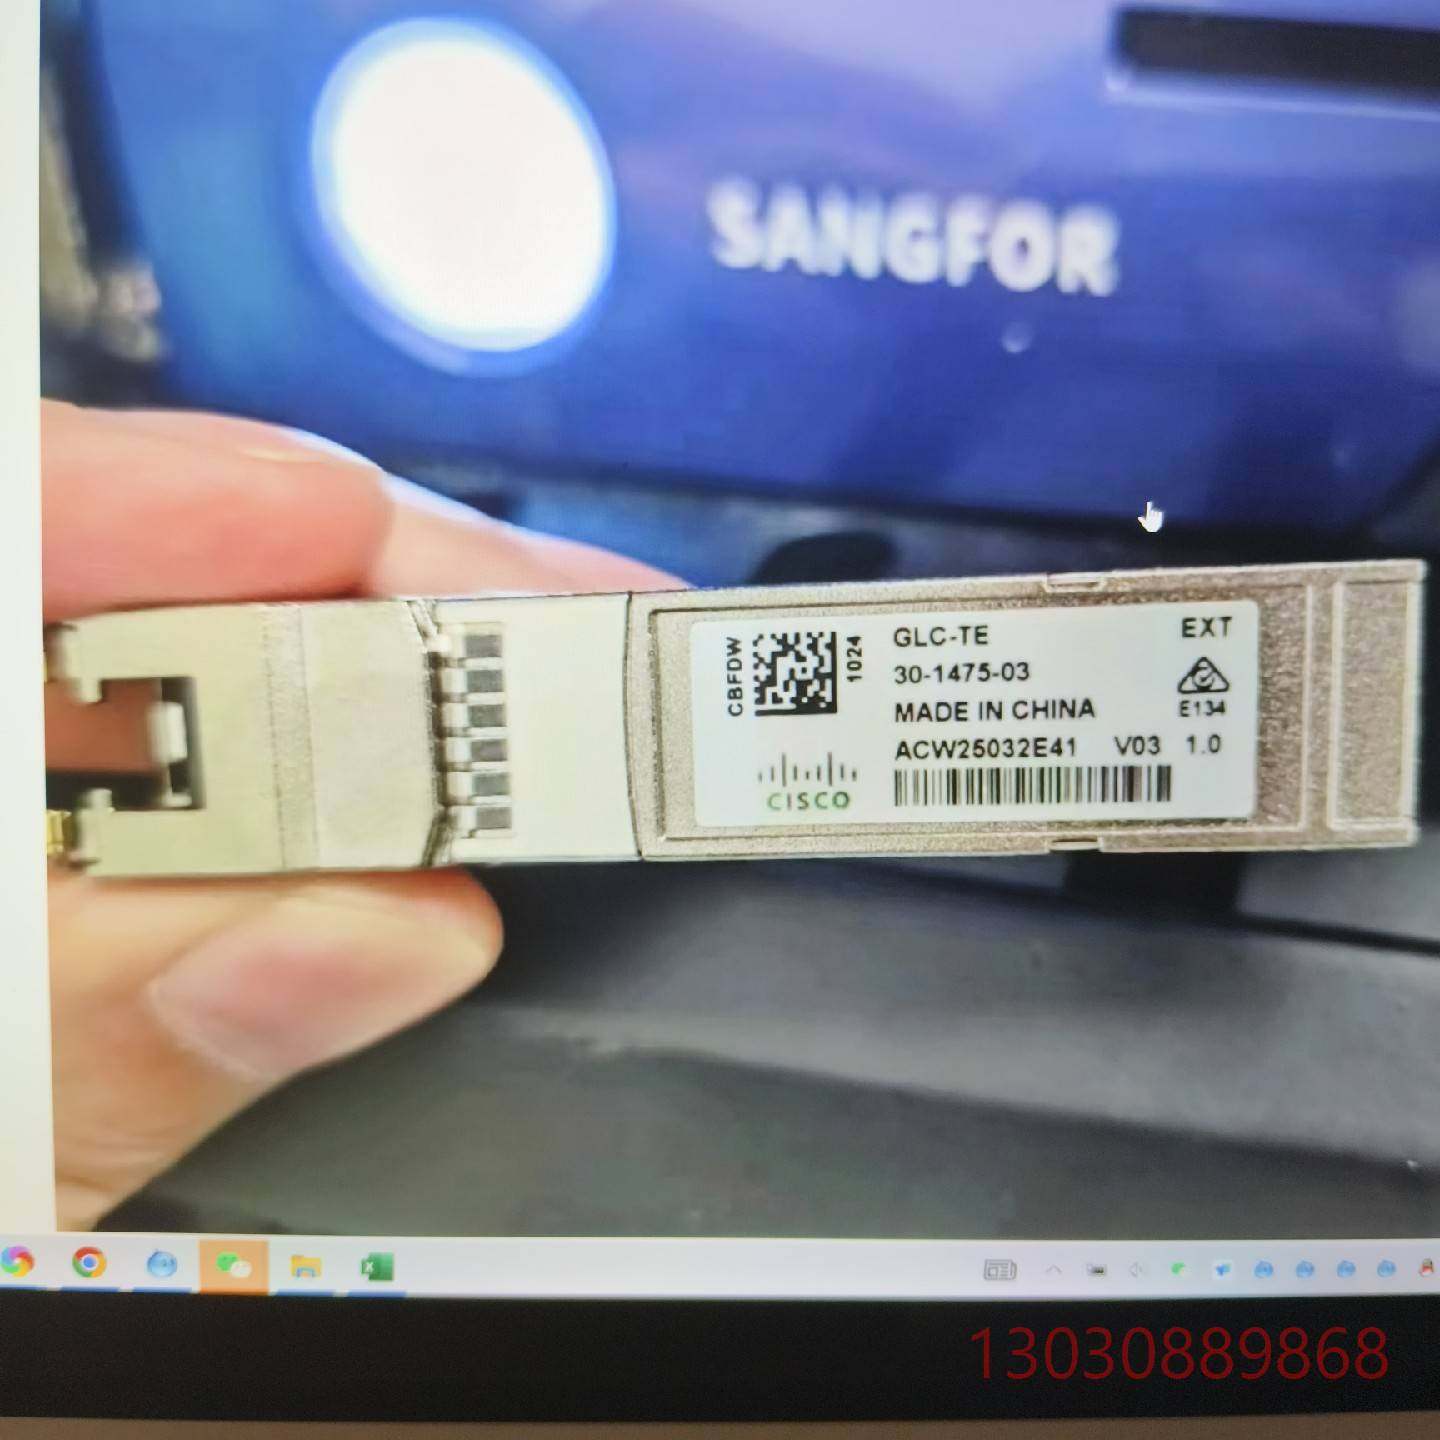 SANGFOR
CBFDW
1024
GLC-TE
EXT
30-1475-03
MADE IN CHINA
E134
ACW25032E41 V03 1.0
CISCO
13030889868